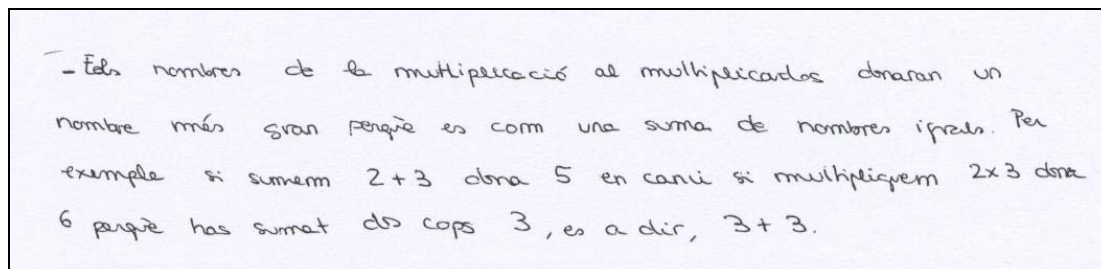 - Els nombres de la multiplicació al multiplicarlos donaran un
nombre més gran perquè es com una suma de nombres iguals. Per
exemple si sumem 2 + 3 dona 5 en canvi si multipliquem 2x3 dona
6 perquè has sumat dos cops 3, es a dir, 3 + 3.